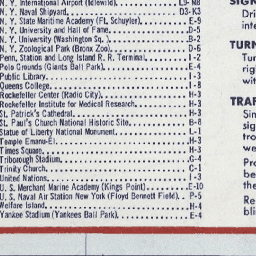 N. Y. International Airport (Idlewild) L9-M8
N. Y. Naval Shipyard D3-K3
N. Y. State Maritime Academy (Ft. Schuyler) E-9
N. Y. University and Hall of Fame D-5
N. Y. University (Washington Sq.) B-2
N. Y. Zoological Park (Bronx Zoo) D-6
Penn. Station and Long Island R. R. Terminal I-2
Polo Grounds (Giants Ball Park) E-4
Public Library I-3
Queens College I-8
Rockefeller Center (Radio City) H-3
Rockefeller Institute for Medical Research H-3
St. Patrick's Cathedral H-3
St. Paul's Church National Historic Site B-8
Statue of Liberty National Monument L-1
Temple Emanu-El H-3
Times Square H-3
Triborough Stadium G-4
Trinity Church C-1
United Nations I-3
U. S. Merchant Marine Academy (Kings Point) E-10
U. S. Naval Air Station New York (Floyd Bennett Field) P-5
Welfare Island H-4
Yankee Stadium (Yankees Ball Park) E-4
Dri
inte
TURN
Tur
righ
wit
TRAF
Sin
sig
tro
we
Pro
be
the
Re
bli